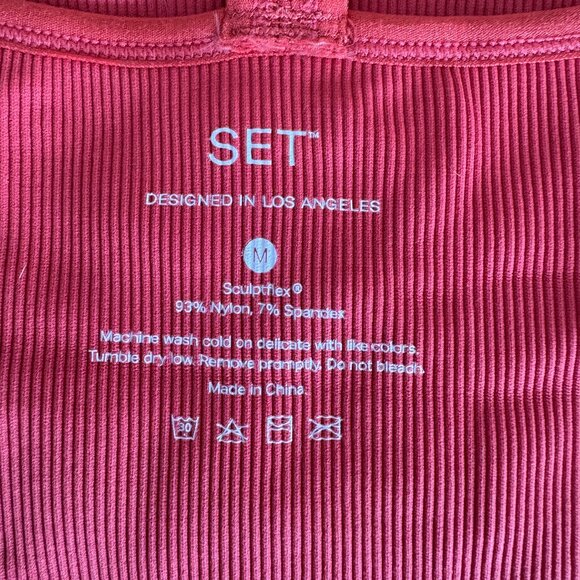 SET™
DESIGNED IN LOS ANGELES
M
Sculptflex®
93% Nylon, 7% Spandex
Machine wash cold on delicate with like colors.
Tumble dry low. Remove promptly. Do not bleach.
Made in China.
30